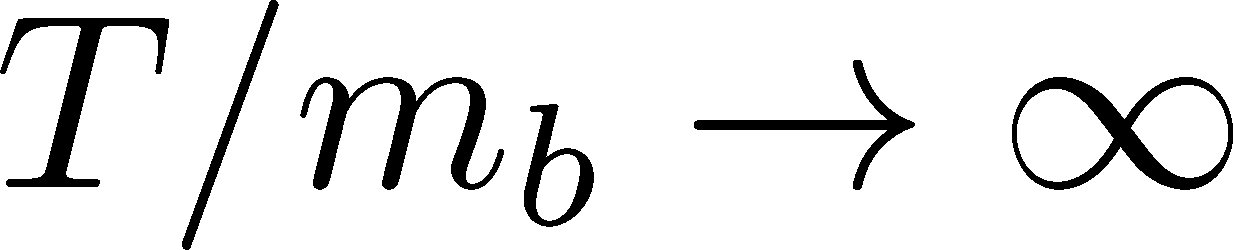 T/m_b → ∞